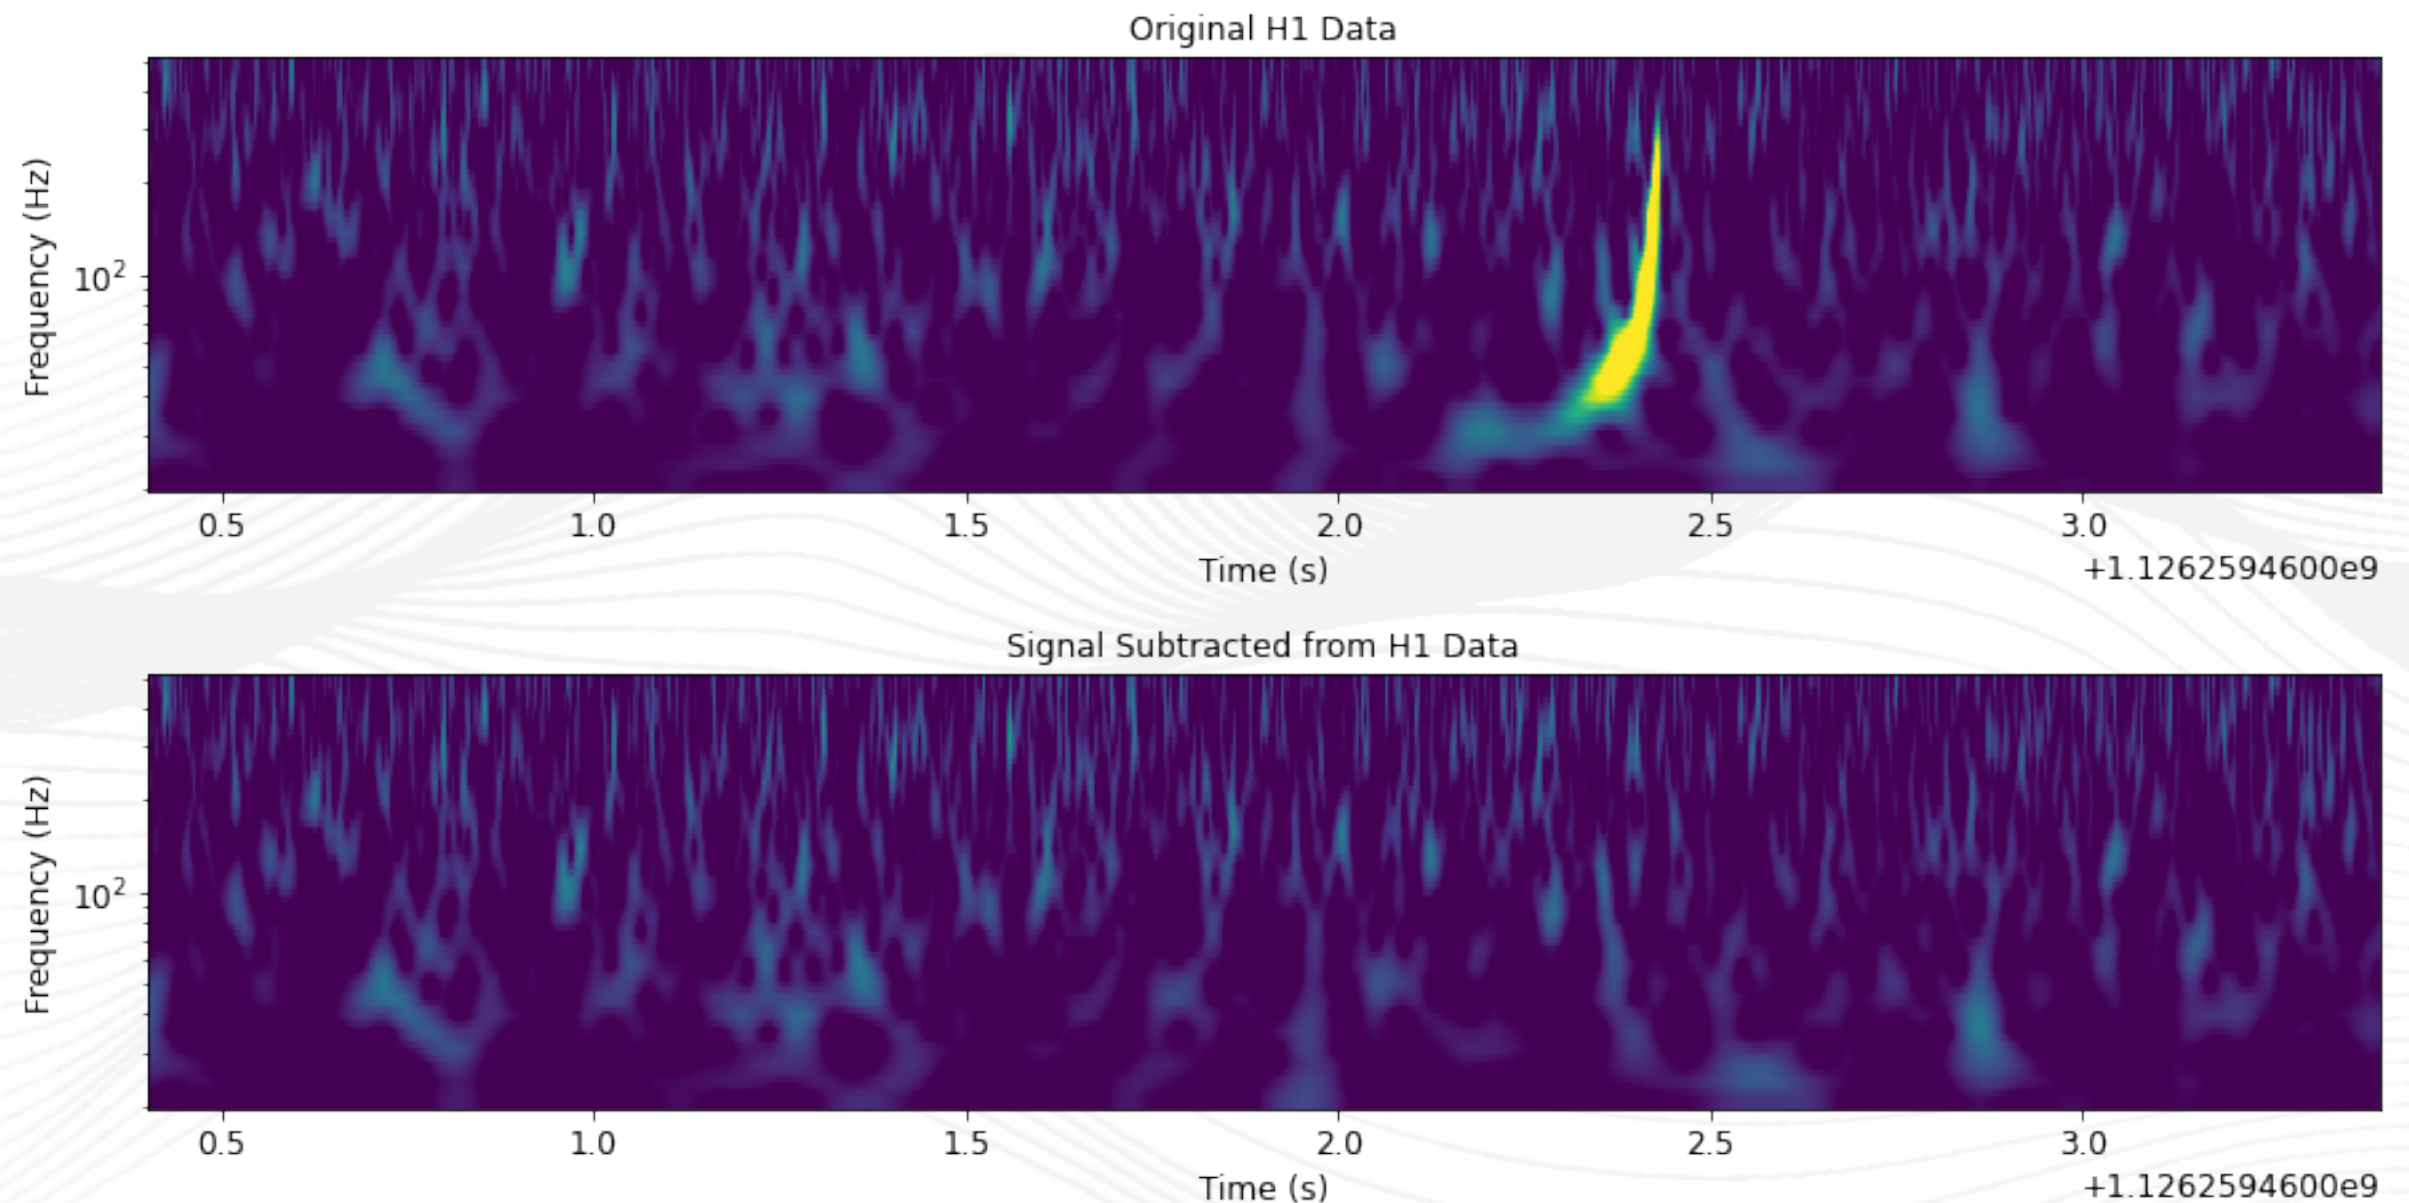 Original H1 Data
Frequency (Hz)
10²
0.5 1.0 1.5 2.0 2.5 3.0
Time (s)
+1.1262594600e9
Signal Subtracted from H1 Data
Frequency (Hz)
10²
0.5 1.0 1.5 2.0 2.5 3.0
Time (s)
+1.1262594600e9